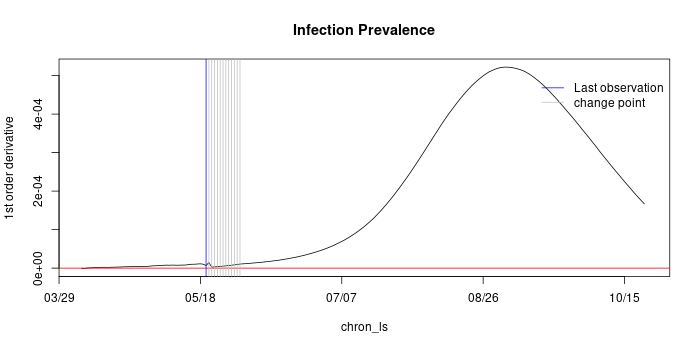 Infection Prevalence
1st order derivative
4e-04
2e-04
0e+00
Last observation
change point
03/29 05/18 07/07 08/26 10/15
chron_ls